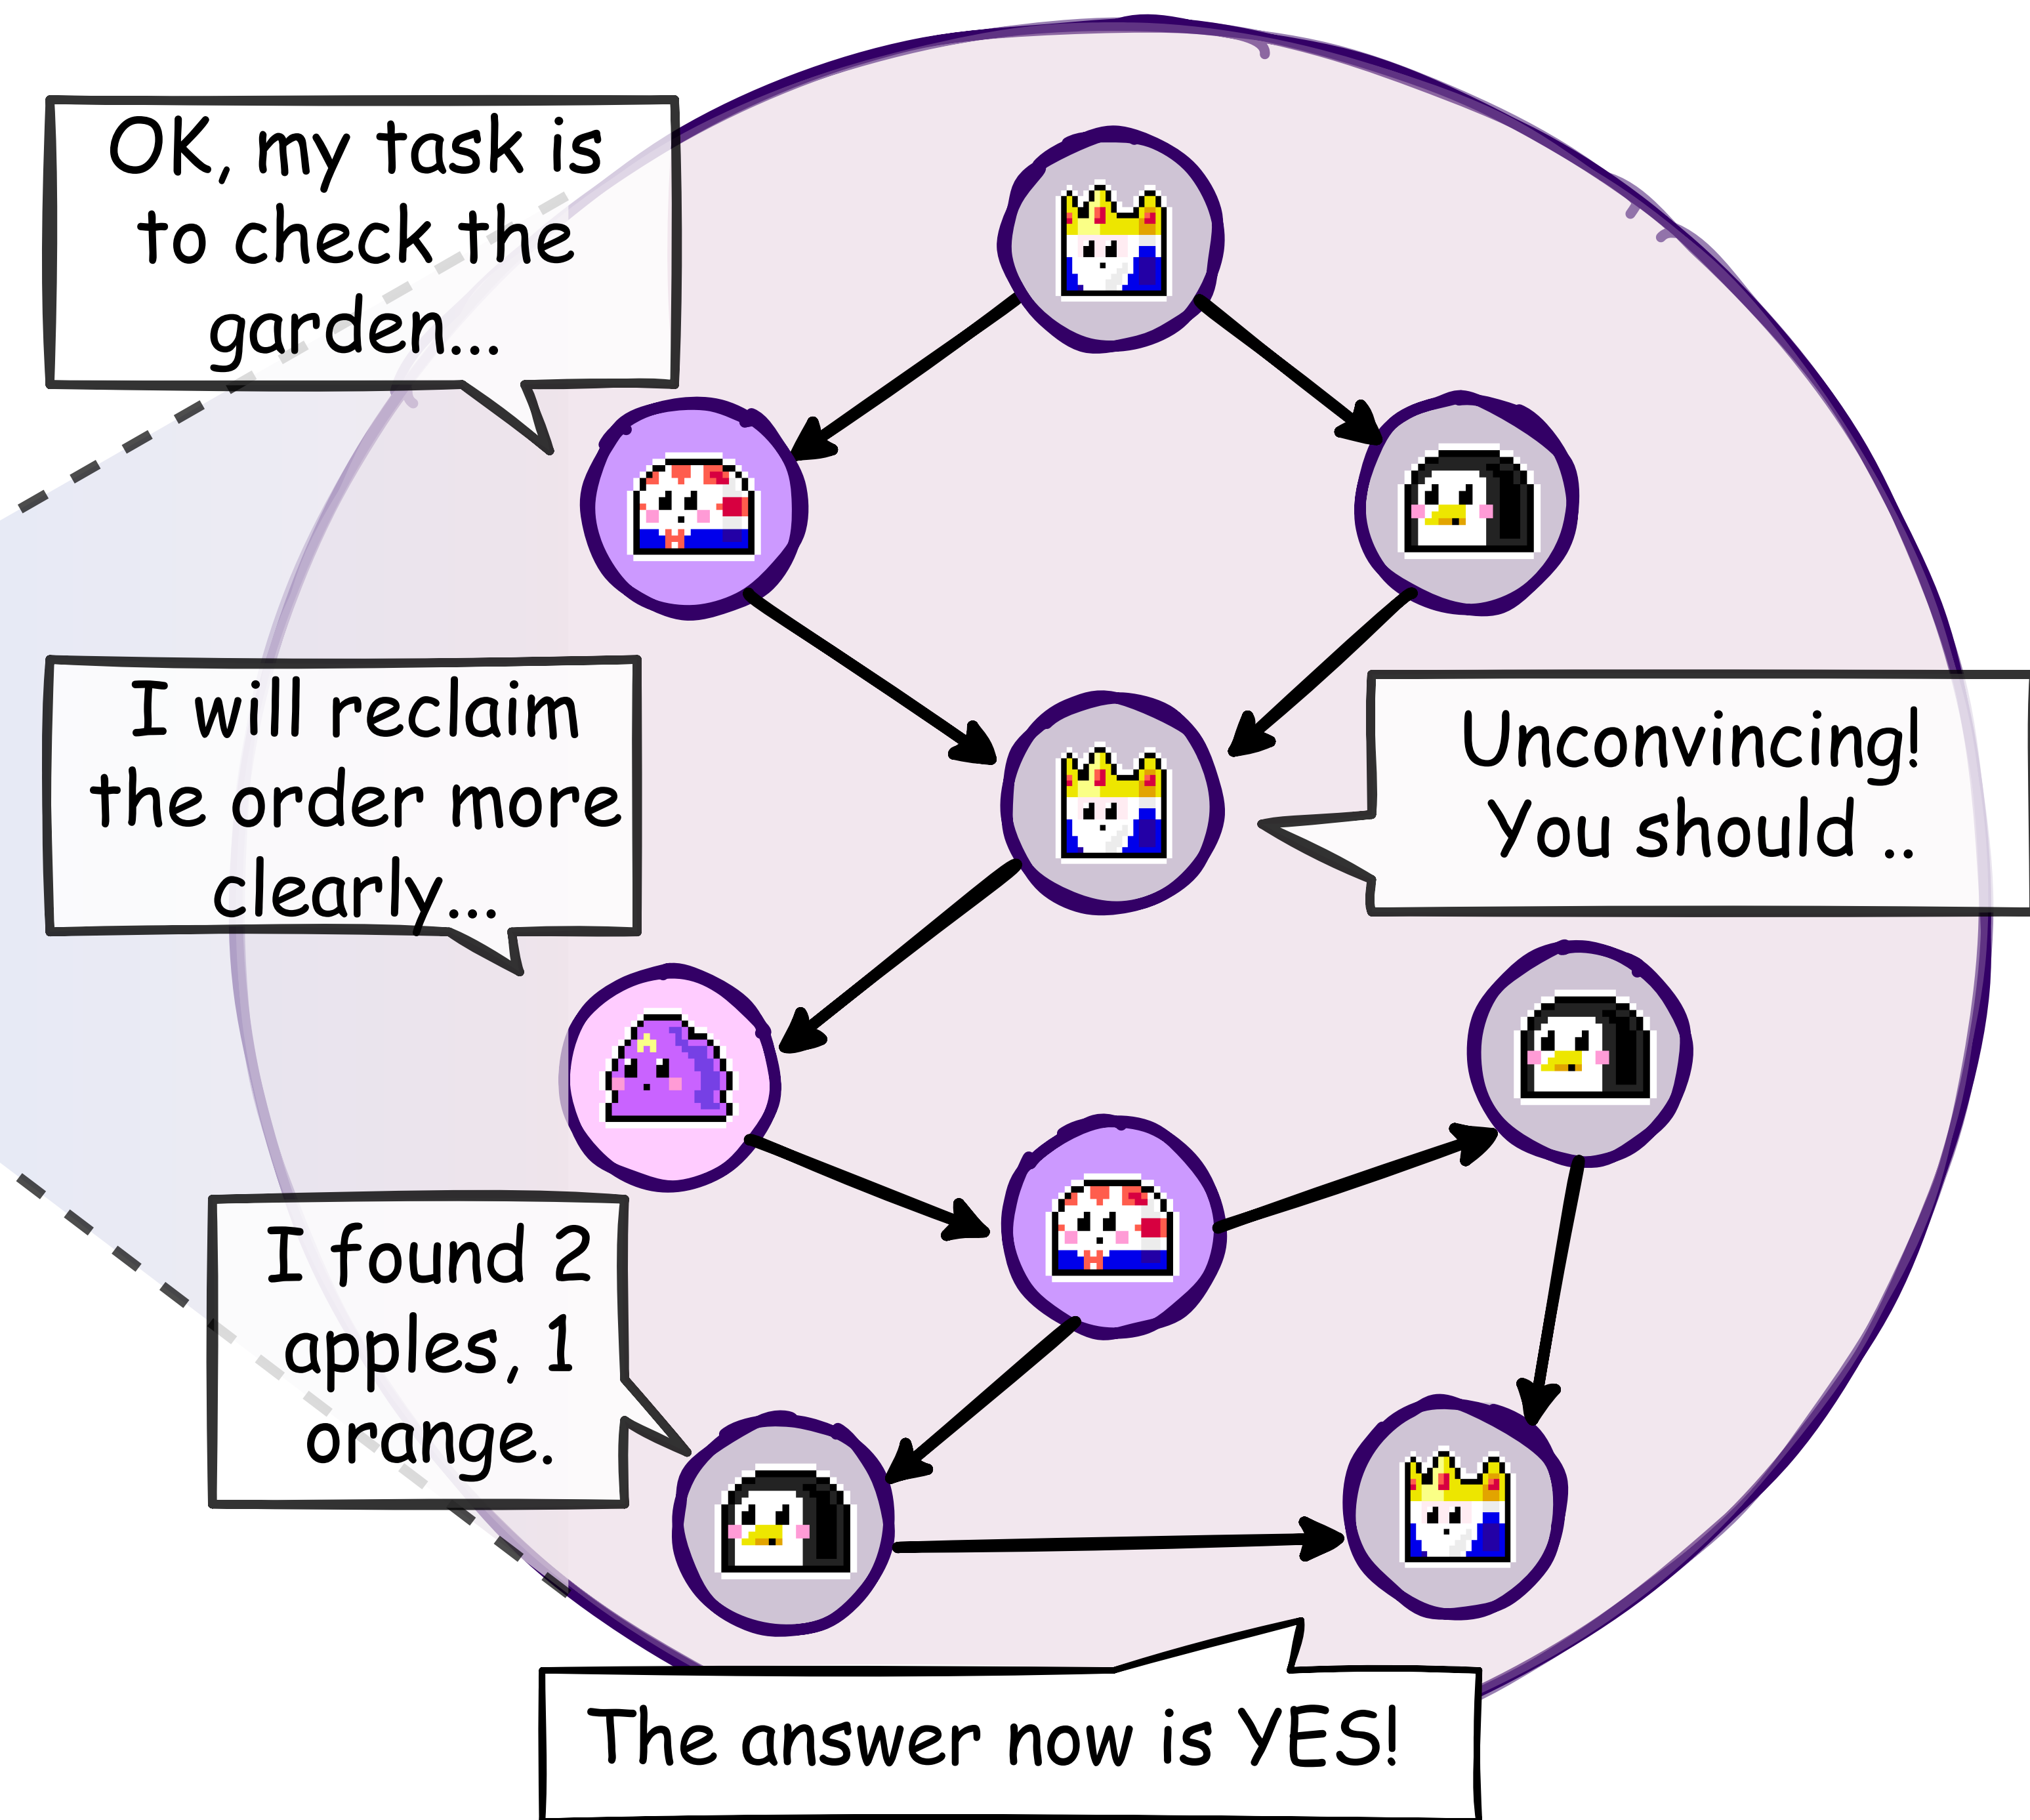 OK, my task is
to check the
garden...
I will reclaim
the order more
clearly...
Unconvincing!
You should ..
I found 2
apples, 1
orange.
The answer now is YES!